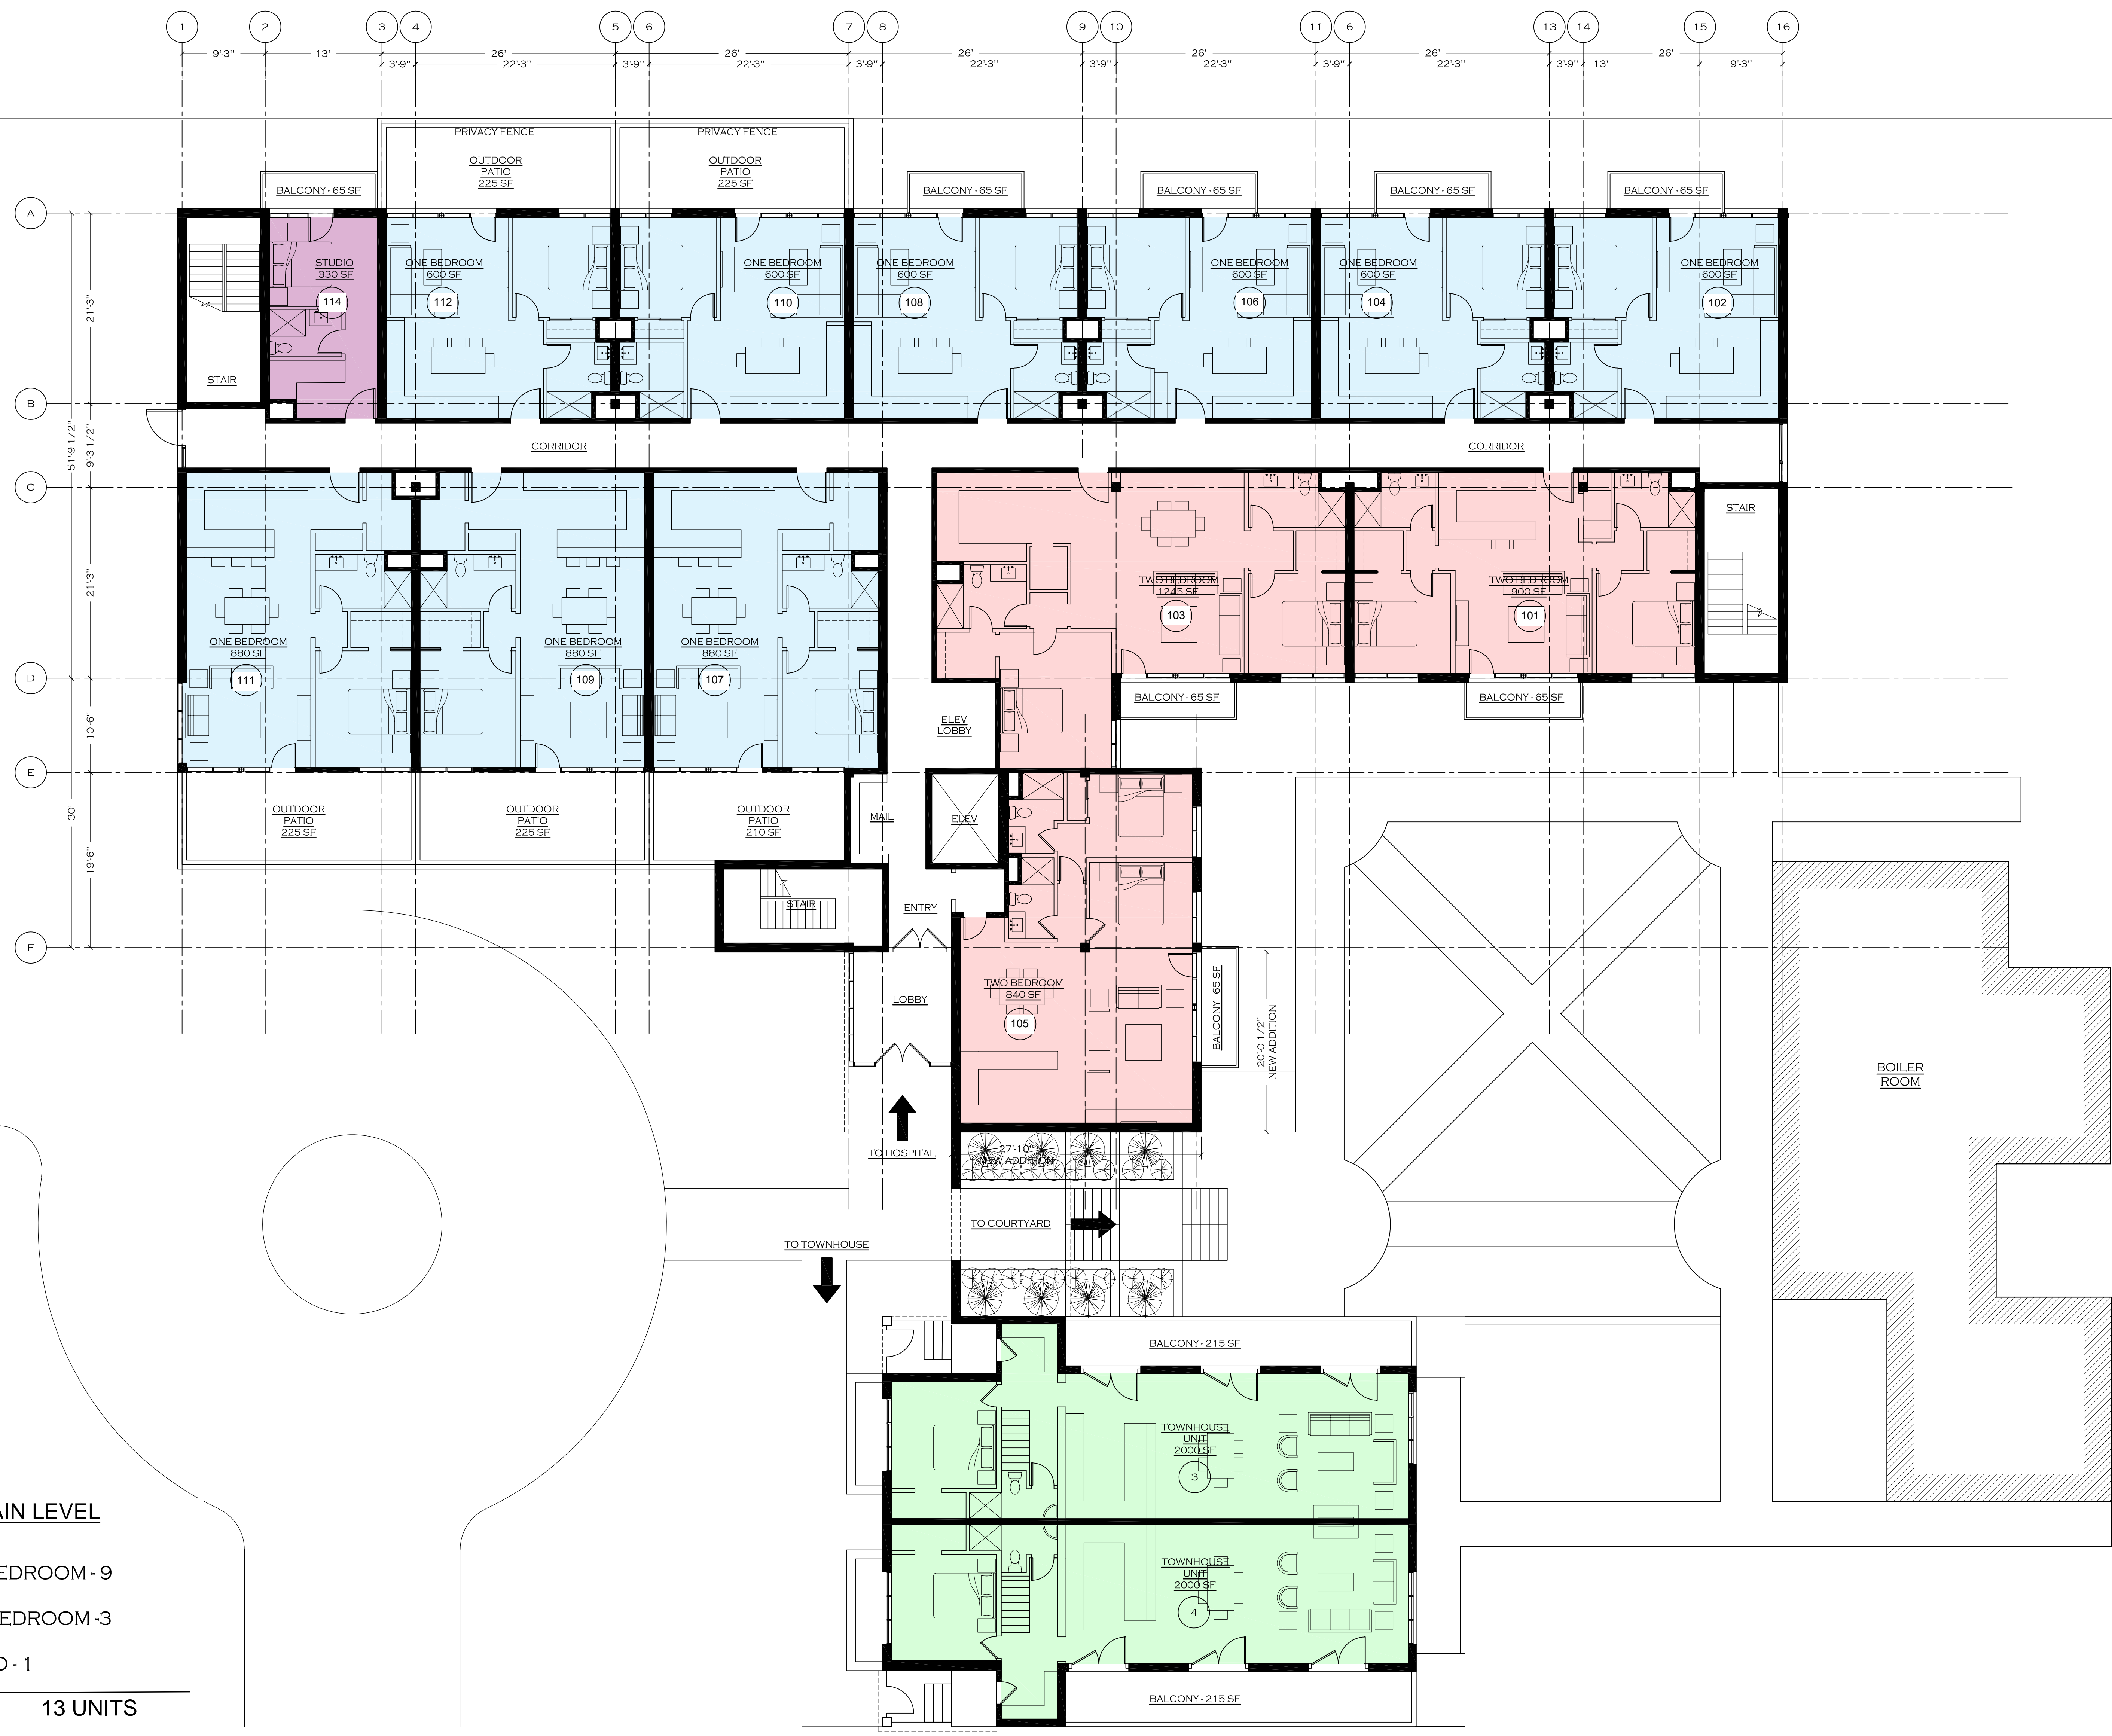 1 2 3 4 5 6 7 8 9 10 11 6 13 14 15 16
9'-3" 13' 26' 26' 26' 26' 26' 26'
3'-9" 22'-3" 3'-9" 22'-3" 3'-9" 22'-3" 3'-9" 22'-3" 3'-9" 22'-3" 3'-9" 13' 9'-3"
PRIVACY FENCE
PRIVACY FENCE
OUTDOOR
PATIO
225 SF
OUTDOOR
PATIO
225 SF
BALCONY - 65 SF
BALCONY - 65 SF
BALCONY - 65 SF
BALCONY - 65 SF
BALCONY - 65 SF
A
B
C
D
E
F
51'-9 1/2"
30'
21'-3"
9'-3 1/2"
21'-3"
10'-6"
19'-6"
STAIR
STUDIO
330 SF
114
ONE BEDROOM
600 SF
112
ONE BEDROOM
600 SF
110
ONE BEDROOM
600 SF
108
ONE BEDROOM
600 SF
106
ONE BEDROOM
600 SF
104
ONE BEDROOM
600 SF
102
CORRIDOR
CORRIDOR
ONE BEDROOM
880 SF
111
ONE BEDROOM
880 SF
109
ONE BEDROOM
880 SF
107
TWO BEDROOM
1245 SF
103
TWO BEDROOM
900 SF
101
STAIR
BALCONY - 65 SF
BALCONY - 65 SF
ELEV
LOBBY
OUTDOOR
PATIO
225 SF
OUTDOOR
PATIO
225 SF
OUTDOOR
PATIO
210 SF
MAIL
ELEV
STAIR
ENTRY
LOBBY
TWO BEDROOM
840 SF
105
BALCONY - 65 SF
20'-0 1/2"
NEW ADDITION
BOILER
ROOM
TO HOSPITAL
27'-10"
NEW ADDITION
TO COURTYARD
TO TOWNHOUSE
BALCONY - 215 SF
TOWNHOUSE
UNIT
2000 SF
3
TOWNHOUSE
UNIT
2000 SF
4
BALCONY - 215 SF
AIN LEVEL
EDROOM - 9
EDROOM -3
O - 1
13 UNITS